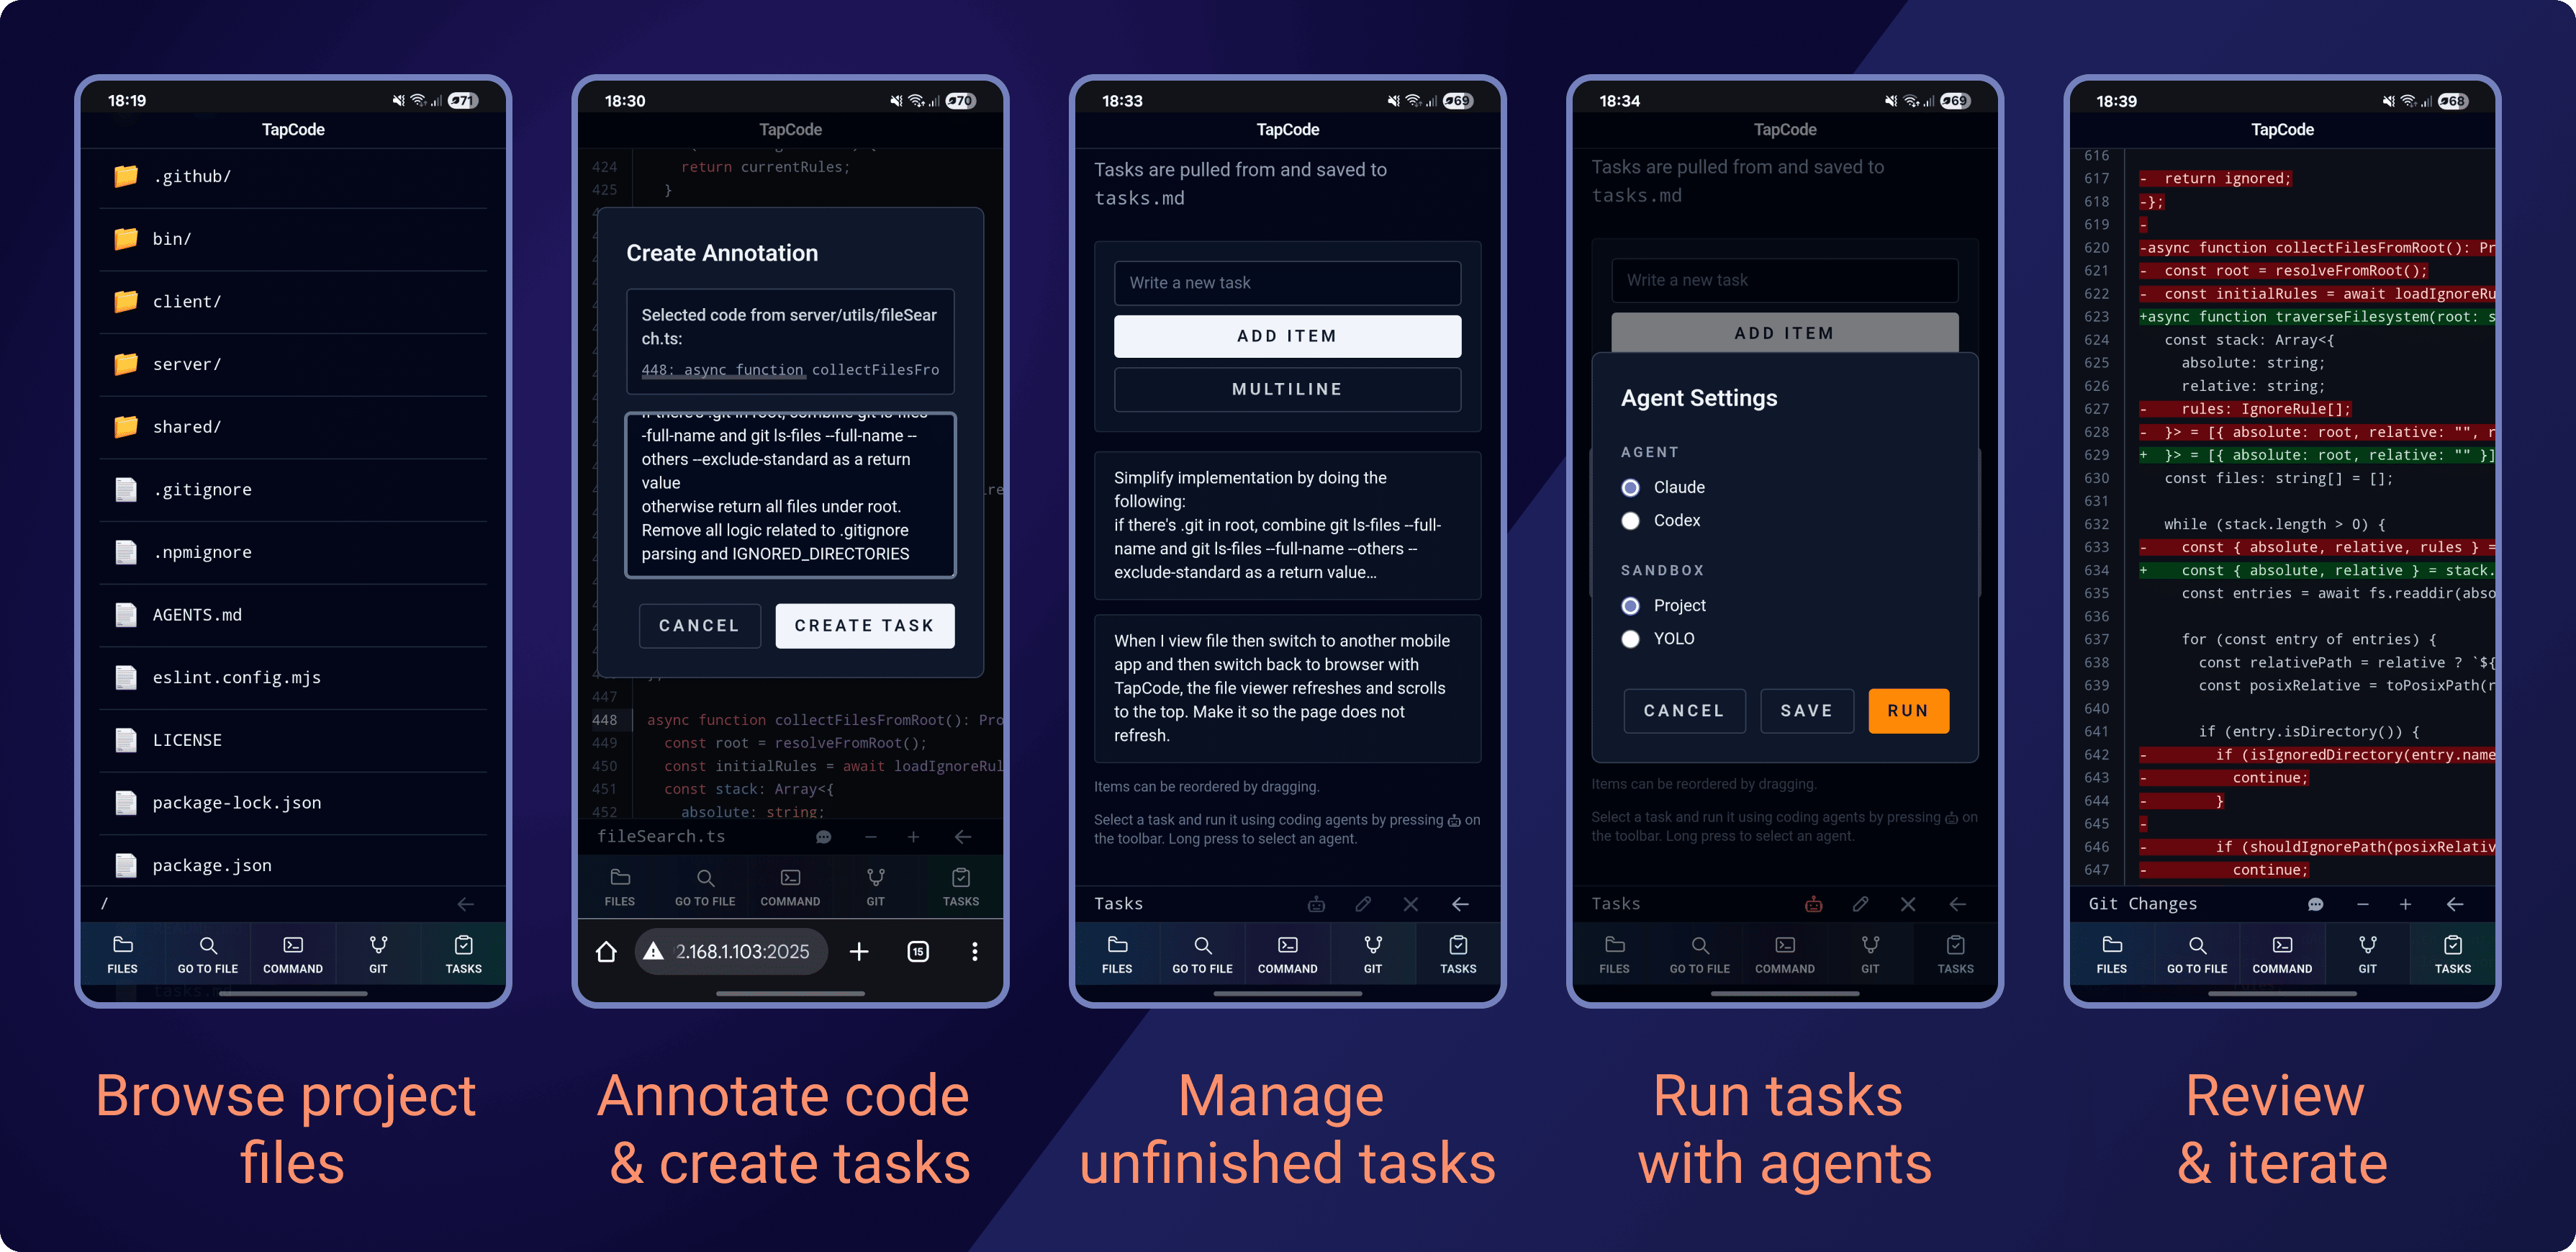 18:19
71
TapCode
.github/
bin/
client/
server/
shared/
.gitignore
.npmignore
AGENTS.md
eslint.config.mjs
LICENSE
package-lock.json
package.json
/
FILES
GO TO FILE
COMMAND
GIT
TASKS
tasks.md
Browse project
files
18:30
70
TapCode
424 return currentRules;
425 }
Create Annotation
Selected code from server/utils/fileSear
ch.ts:
448: async function collectFilesFro
if there's .git in root, combine git ls-files -
-full-name and git ls-files --full-name --
others --exclude-standard as a return
value
otherwise return all files under root.
Remove all logic related to .gitignore
parsing and IGNORED_DIRECTORIES
CANCEL
CREATE TASK
447
448 async function collectFilesFromRoot(): Pro
449 const root = resolveFromRoot();
450 const initialRules = await loadIgnoreRul
451 const stack: Array<{
452 absolute: string;
fileSearch.ts
FILES
GO TO FILE
COMMAND
GIT
TASKS
2.168.1.103:2025
15
Annotate code
& create tasks
18:33
69
TapCode
Tasks are pulled from and saved to
tasks.md
Write a new task
ADD ITEM
MULTILINE
Simplify implementation by doing the
following:
if there's .git in root, combine git ls-files --full-
name and git ls-files --full-name --others --
exclude-standard as a return value...
When I view file then switch to another mobile
app and then switch back to browser with
TapCode, the file viewer refreshes and scrolls
to the top. Make it so the page does not
refresh.
Items can be reordered by dragging.
Select a task and run it using coding agents by pressing on
the toolbar. Long press to select an agent.
Tasks
FILES
GO TO FILE
COMMAND
GIT
TASKS
Manage
unfinished tasks
18:34
69
TapCode
Tasks are pulled from and saved to
tasks.md
Write a new task
ADD ITEM
Agent Settings
AGENT
Claude
Codex
SANDBOX
Project
YOLO
CANCEL
SAVE
RUN
Items can be reordered by dragging.
Select a task and run it using coding agents by pressing on
the toolbar. Long press to select an agent.
Tasks
FILES
GO TO FILE
COMMAND
GIT
TASKS
Run tasks
with agents
18:39
68
TapCode
616
617 - return ignored;
618 -};
619 -
620 -async function collectFilesFromRoot(): Pr
621 - const root = resolveFromRoot();
622 - const initialRules = await loadIgnoreRu
623 +async function traverseFilesystem(root: s
624 const stack: Array<{
625 absolute: string;
626 relative: string;
627 - rules: IgnoreRule[];
628 - }> = [{ absolute: root, relative: "", r
629 + }> = [{ absolute: root, relative: "" }]
630 const files: string[] = [];
631
632 while (stack.length > 0) {
633 - const { absolute, relative, rules } =
634 + const { absolute, relative } = stack.
635 const entries = await fs.readdir(abso
636
637 for (const entry of entries) {
638 const relativePath = relative ? `${
639 const posixRelative = toPosixPath(r
640
641 if (entry.isDirectory()) {
642 - if (isIgnoredDirectory(entry.name
643 - continue;
644 - }
645 -
646 - if (shouldIgnorePath(posixRelativ
647 - continue;
Git Changes
FILES
GO TO FILE
COMMAND
GIT
TASKS
Review
& iterate